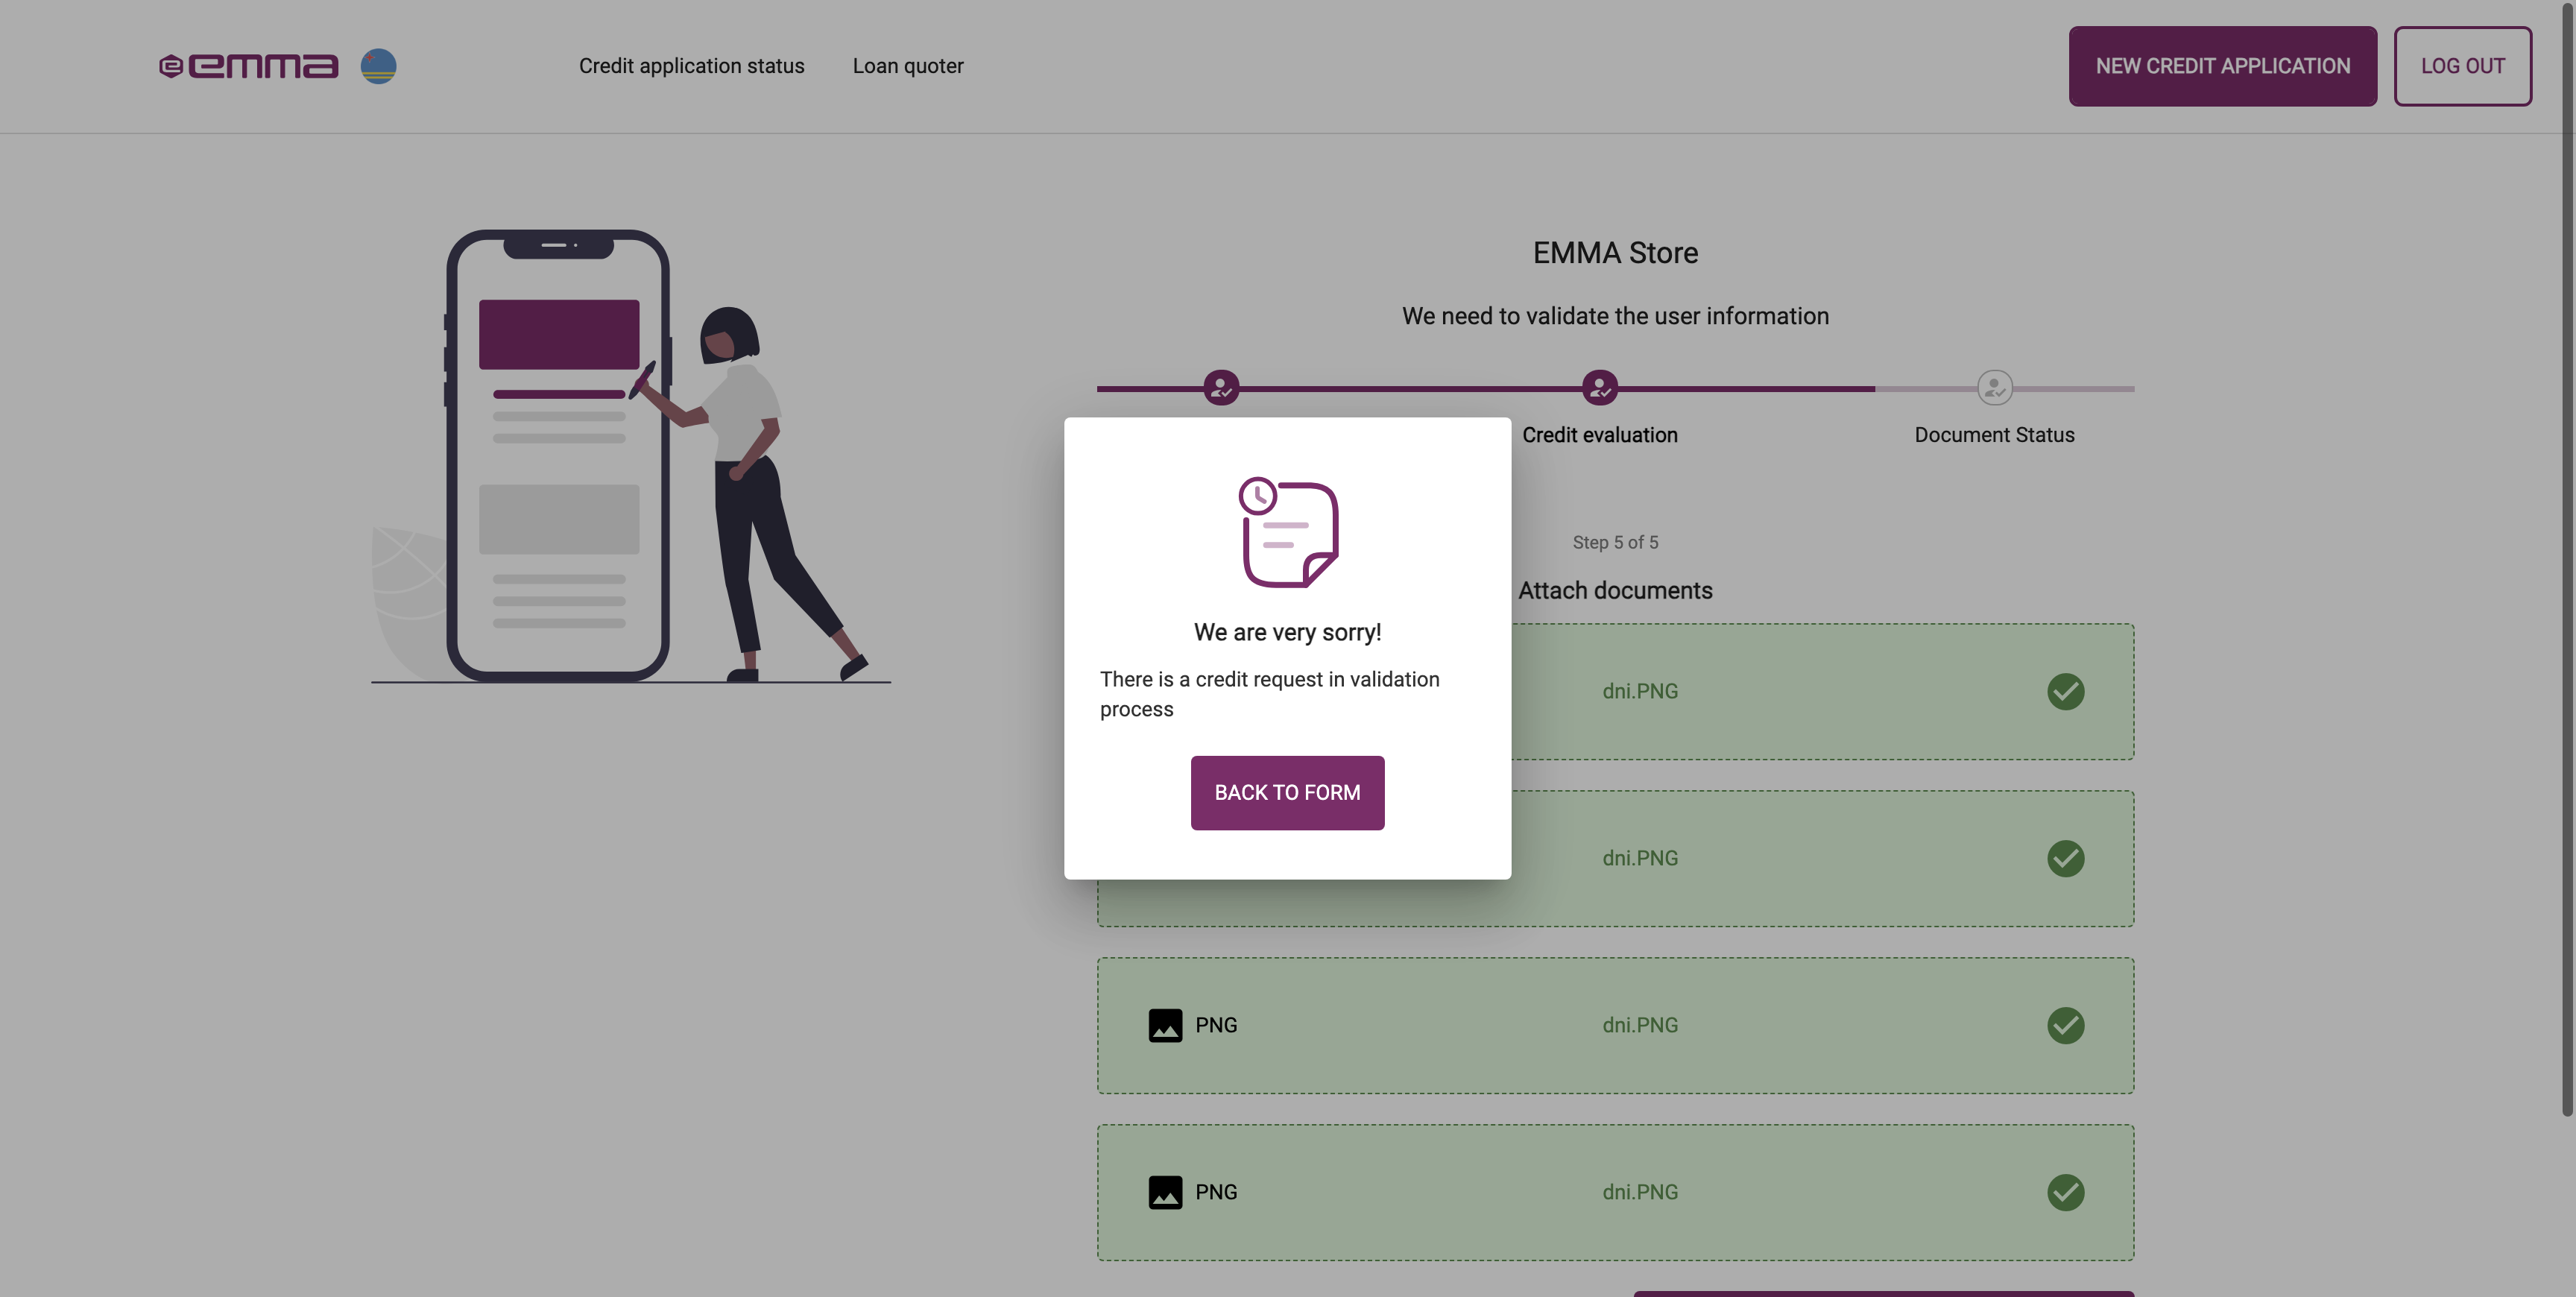 emma
Credit application status
Loan quoter
NEW CREDIT APPLICATION
LOG OUT
EMMA Store
We need to validate the user information
Credit evaluation
Document Status
Step 5 of 5
Attach documents
We are very sorry!
There is a credit request in validation
process
BACK TO FORM
dni.PNG
dni.PNG
PNG
dni.PNG
PNG
dni.PNG